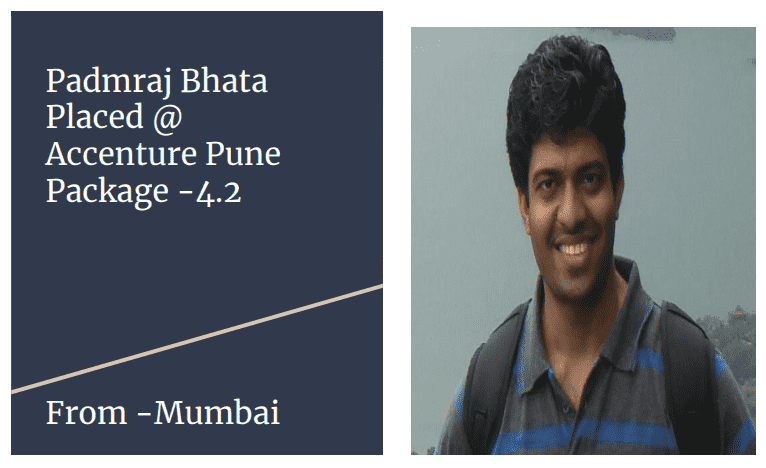 Padmraj Bhata
Placed @
Accenture Pune
Package -4.2
From -Mumbai